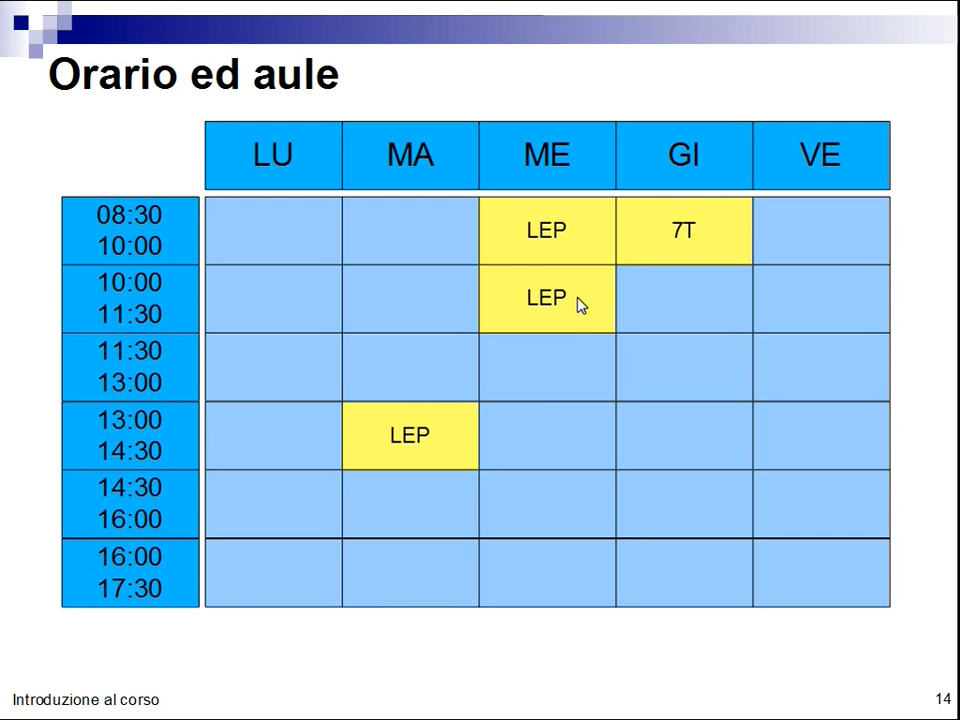 Orario ed aule
LU MA ME GI VE
08:30
10:00
LEP 7T
10:00
11:30
LEP
11:30
13:00
13:00
14:30
LEP
14:30
16:00
16:00
17:30
Introduzione al corso 14